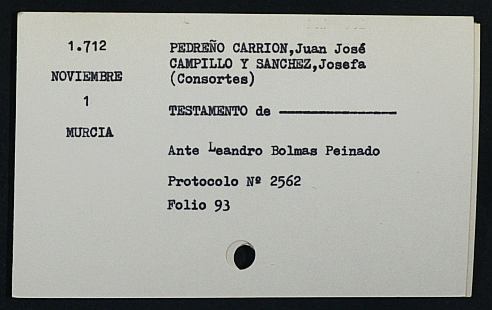 1.712
NOVIEMBRE
1
MURCIA
PEDREÑO CARRION,Juan José
CAMPILLO Y SANCHEZ,Josefa
(Consortes)
TESTAMENTO de ————————
Ante Leandro Bolmas Peinado
Protocolo Nº 2562
Folio 93